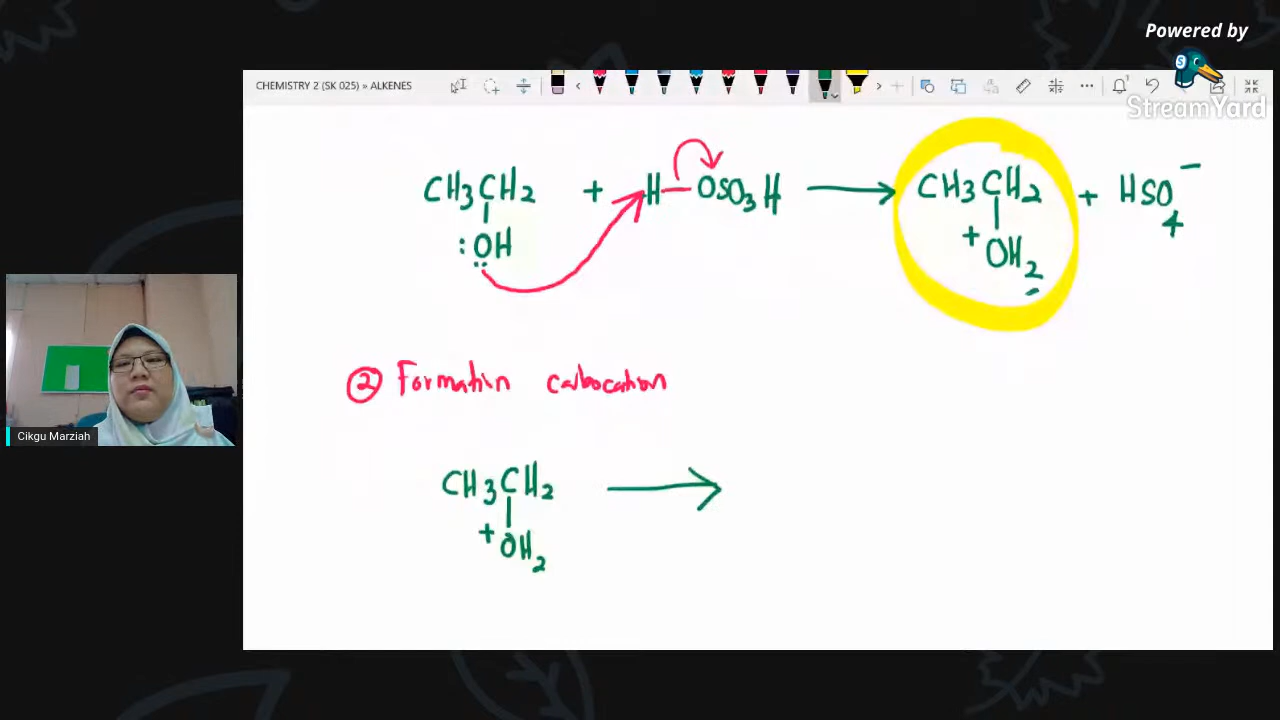 Powered by
StreamYard
CHEMISTRY 2 (SK 025) » ALKENES
CH3CH2 + H—OSO3H ⟶ CH3CH2 + HSO4⁻
:OH + OH2
② Formation carbocation
CH3CH2 ⟶
+ OH2
Cikgu Marziah